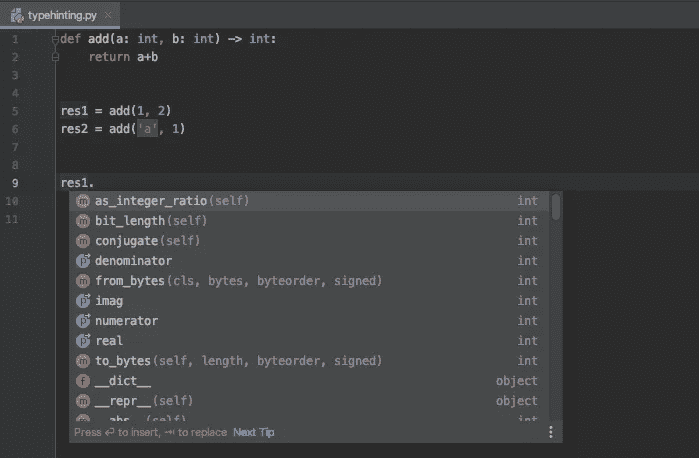 typehinting.py
1 def add(a: int, b: int) -> int:
2 return a+b
3
4
5 res1 = add(1, 2)
6 res2 = add('a', 1)
7
8
9 res1.
10 m as_integer_ratio(self) int
11 m bit_length(self) int
m conjugate(self) int
p denominator int
m from_bytes(cls, bytes, byteorder, signed) int
p imag int
p numerator int
p real int
m to_bytes(self, length, byteorder, signed) int
f __dict__ object
m __repr__(self) object
m __abs__(self) int
Press ↩ to insert, ⇥ to replace Next Tip